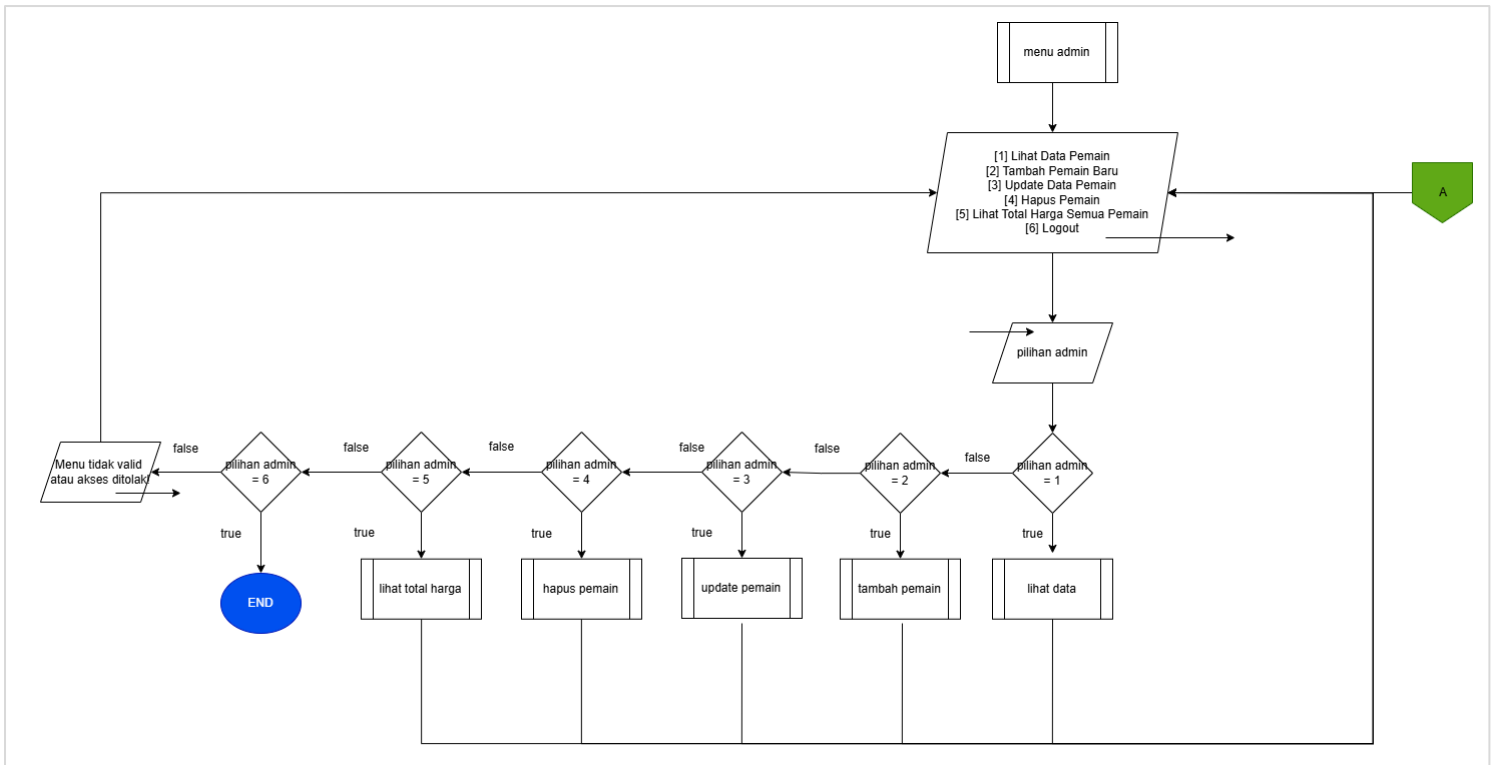 menu admin
[1] Lihat Data Pemain
[2] Tambah Pemain Baru
[3] Update Data Pemain
[4] Hapus Pemain
[5] Lihat Total Harga Semua Pemain
[6] Logout
A
pilihan admin
Menu tidak valid
atau akses ditolak!
false
pilihan admin
= 6
false
pilihan admin
= 5
false
pilihan admin
= 4
false
pilihan admin
= 3
false
pilihan admin
= 2
false
pilihan admin
= 1
true
true
true
true
true
true
END
lihat total harga
hapus pemain
update pemain
tambah pemain
lihat data